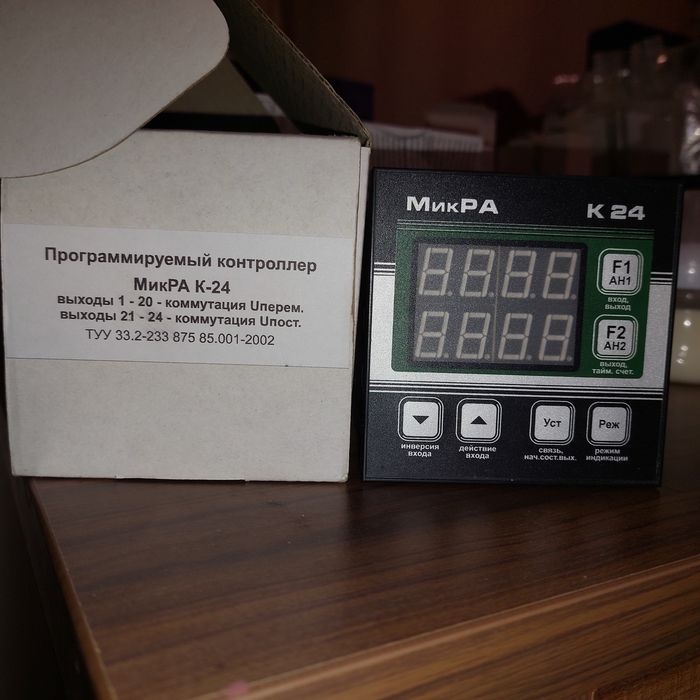 Программируемый контроллер
МикРА К-24
выходы 1 - 20 - коммутация Uперем.
выходы 21 - 24 - коммутация Uпост.
ТУУ 33.2-233 875 85.001-2002
МикРА
К 24
F1
АН1
вход,
выход
F2
АН2
выход,
тайм. счет.
инверсия
входа
действие
входа
Уст
связь,
нач.сост.вых.
Реж
режим
индикации